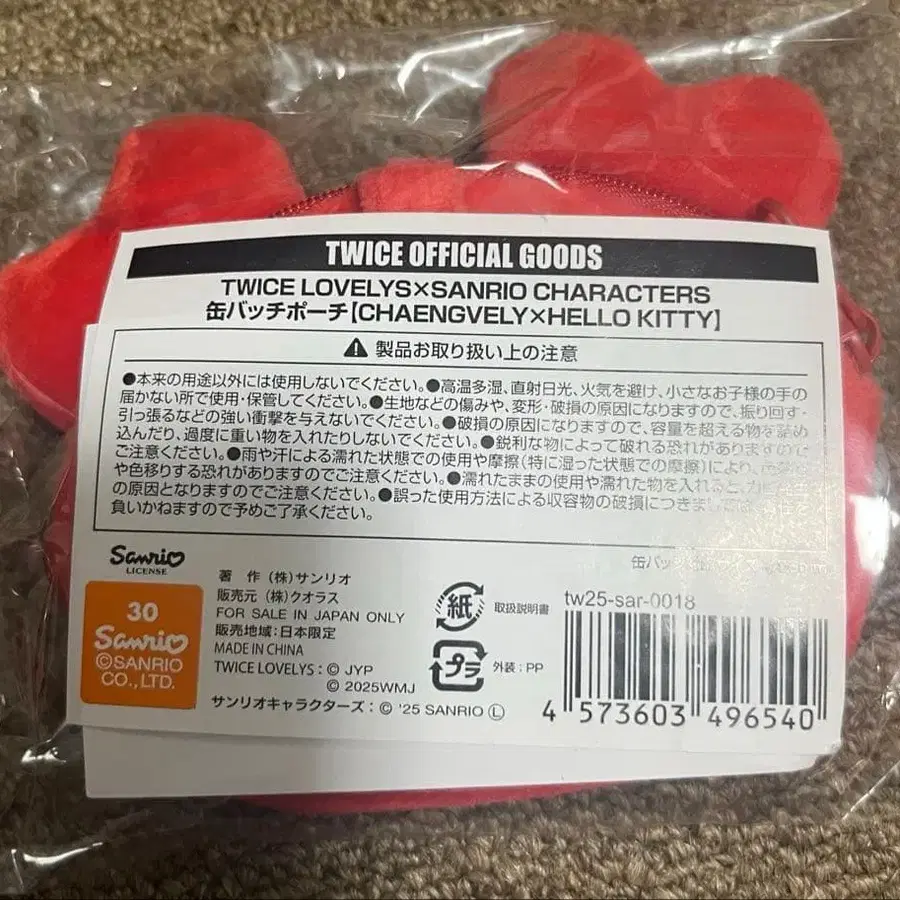 TWICE OFFICIAL GOODS
TWICE LOVELYS×SANRIO CHARACTERS
缶バッチポーチ【CHAENGVELY×HELLO KITTY】
製品お取り扱い上の注意
●本来の用途以外には使用しないでください。●高温多湿、直射日光、火気を避け、小さなお子様の手の
届かない所で使用・保管してください。●生地などの傷みや、変形・破損の原因になりますので、振り回す・
引っ張るなどの強い衝撃を与えないでください。●破損の原因になりますので、容量を超える物を詰め
込んだり、過度に重い物を入れたりしないでください。●鋭利な物によって破れる恐れがありますので
ご注意ください。●雨や汗による濡れた状態での使用や摩擦(特に湿った状態での摩擦)により、
や色移りする恐れがありますのでご注意ください。●濡れたままの使用や濡れた物を入れると、カ
の原因となりますのでご注意ください。●誤った使用方法による収容物の破損につきま
負いかねますので予めご了承ください。
缶バッ
Sanrio
LICENSE
30
Sanrio
©SANRIO
CO.,LTD.
著 作 (株)サンリオ
販売元 (株)クオラス
FOR SALE IN JAPAN ONLY
販売地域:日本限定
MADE IN CHINA
TWICE LOVELYS:© JYP
© 2025WMJ
サンリオキャラクターズ:© '25 SANRIO Ⓛ
紙
取扱説明書
プラ
外装:PP
tw25-sar-0018
4 573603 496540